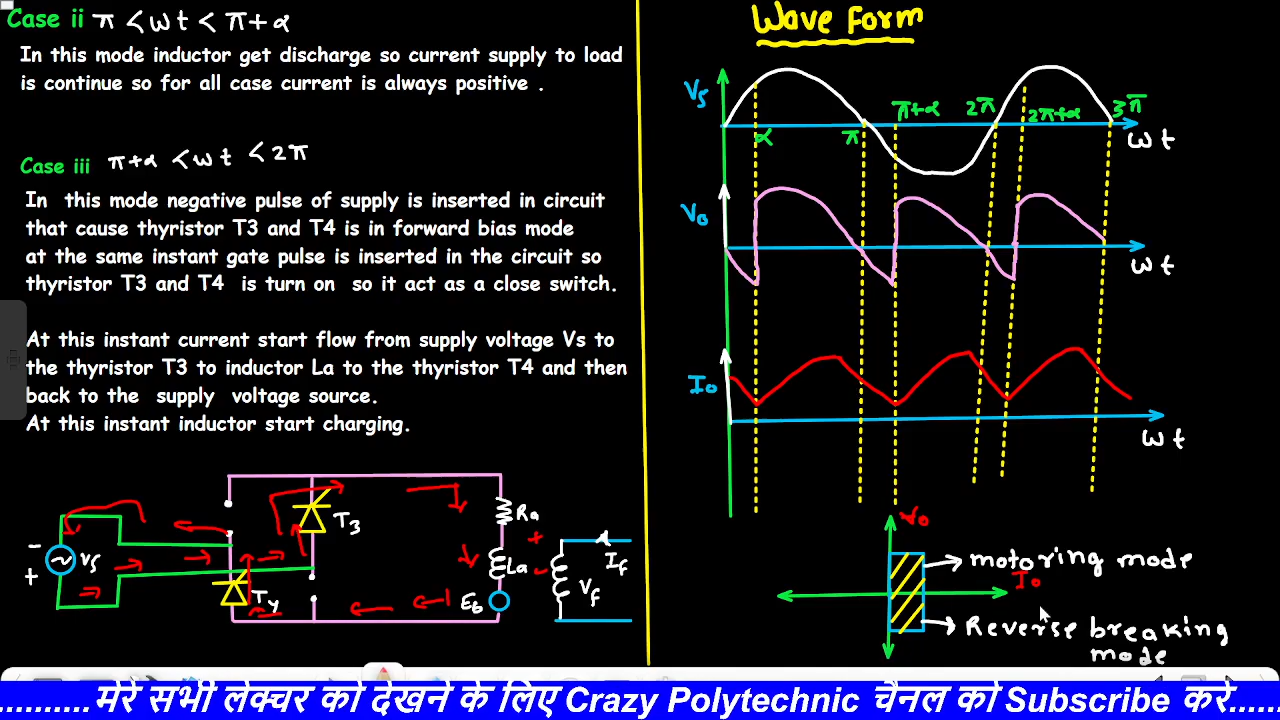 Case ii π < ωt < π+α
In this mode inductor get discharge so current supply to load
is continue so for all case current is always positive .
Case iii π+α < ωt < 2π
In this mode negative pulse of supply is inserted in circuit
that cause thyristor T3 and T4 is in forward bias mode
at the same instant gate pulse is inserted in the circuit so
thyristor T3 and T4 is turn on so it act as a close switch.
At this instant current start flow from supply voltage Vs to
the thyristor T3 to inductor La to the thyristor T4 and then
back to the supply voltage source.
At this instant inductor start charging.
T3
Ra
-
Vs
+
+
La
-
If
Vf
T4
Eb
Wave Form
Vs
α
π
π+α
2π
2π+α
3π
ωt
Vo
ωt
Io
ωt
Vo
motoring mode
Io
Reverse breaking
mode
..........मेरे सभी लेक्चर को देखने के लिए Crazy Polytechnic चैनल को Subscribe करे......